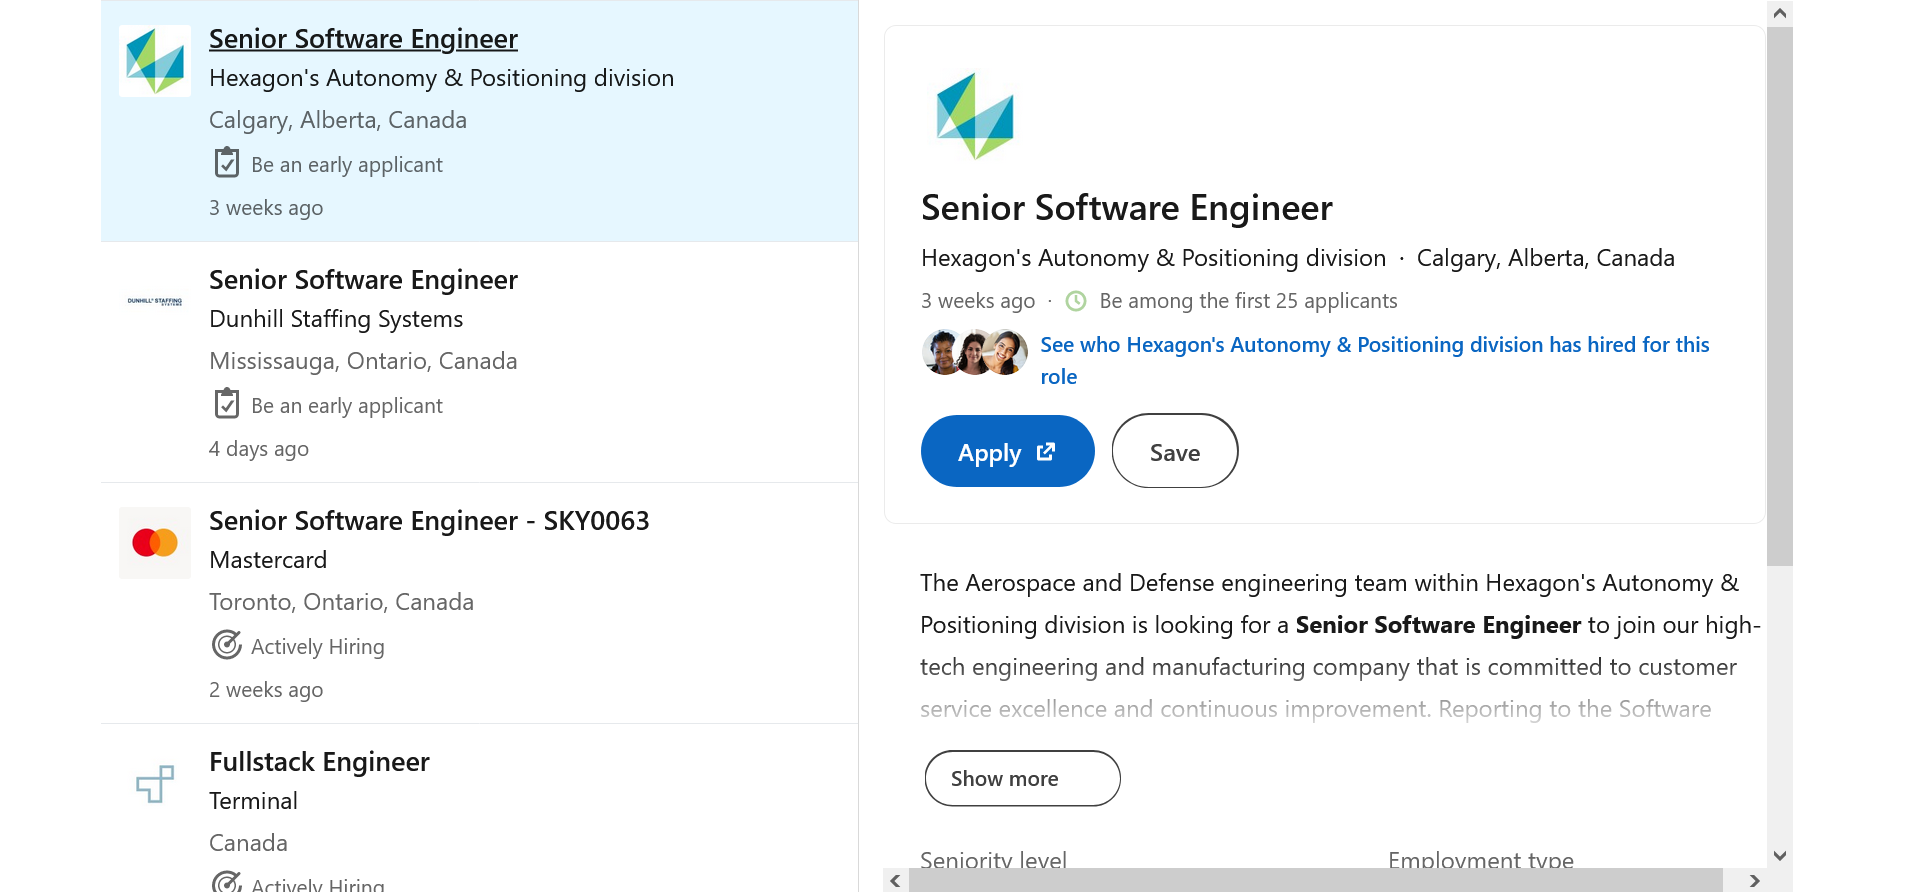 Senior Software Engineer
Hexagon's Autonomy & Positioning division
Calgary, Alberta, Canada
Be an early applicant
3 weeks ago
DUNHILL® STAFFING
SYSTEMS
Senior Software Engineer
Dunhill Staffing Systems
Mississauga, Ontario, Canada
Be an early applicant
4 days ago
Senior Software Engineer - SKY0063
Mastercard
Toronto, Ontario, Canada
Actively Hiring
2 weeks ago
Fullstack Engineer
Terminal
Canada
Actively Hiring
Senior Software Engineer
Hexagon's Autonomy & Positioning division · Calgary, Alberta, Canada
3 weeks ago · Be among the first 25 applicants
See who Hexagon's Autonomy & Positioning division has hired for this
role
Apply
Save
The Aerospace and Defense engineering team within Hexagon's Autonomy &
Positioning division is looking for a Senior Software Engineer to join our high-
tech engineering and manufacturing company that is committed to customer
service excellence and continuous improvement. Reporting to the Software
Show more
Seniority level
Employment type